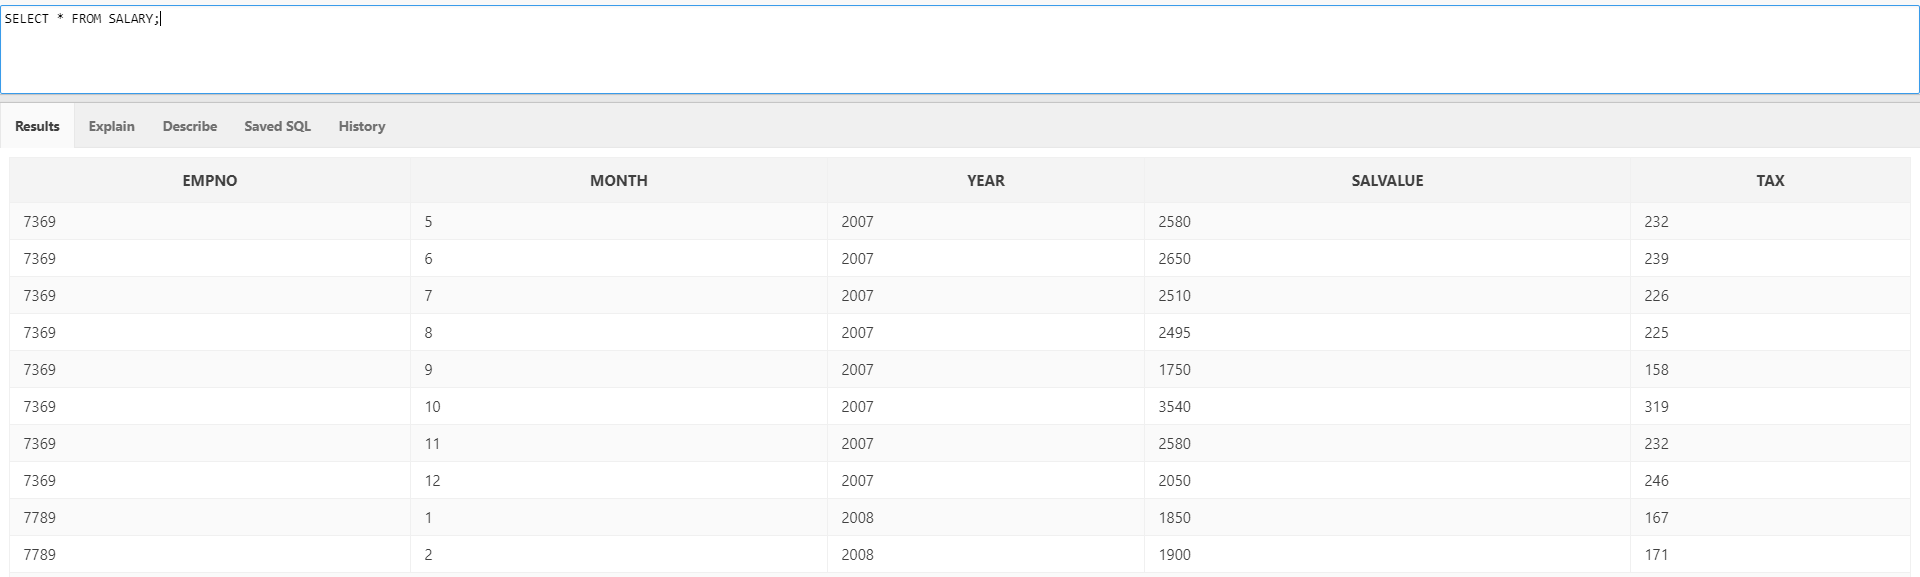 SELECT * FROM SALARY;
Results Explain Describe Saved SQL History
EMPNO MONTH YEAR SALVALUE TAX
7369 5 2007 2580 232
7369 6 2007 2650 239
7369 7 2007 2510 226
7369 8 2007 2495 225
7369 9 2007 1750 158
7369 10 2007 3540 319
7369 11 2007 2580 232
7369 12 2007 2050 246
7789 1 2008 1850 167
7789 2 2008 1900 171